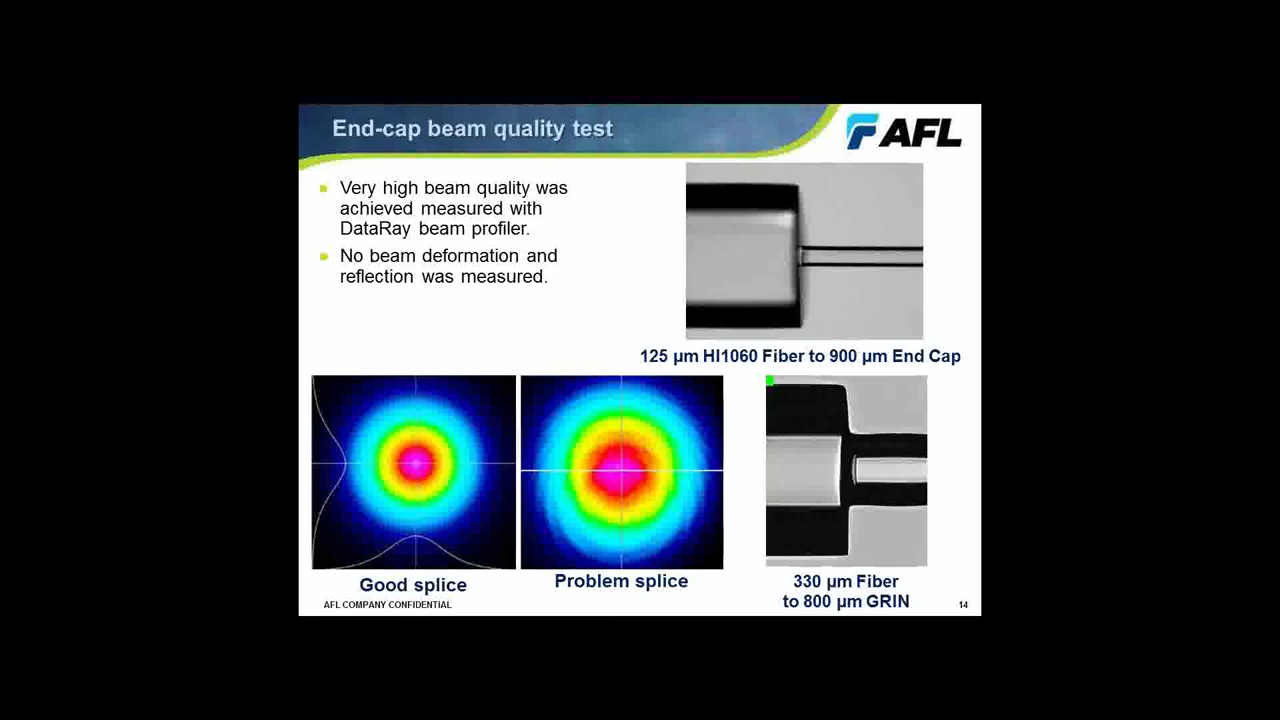 End-cap beam quality test
AFL
Very high beam quality was
achieved measured with
DataRay beam profiler.
No beam deformation and
reflection was measured.
125 µm HI1060 Fiber to 900 µm End Cap
Good splice
Problem splice
330 µm Fiber
to 800 µm GRIN
AFL COMPANY CONFIDENTIAL
14